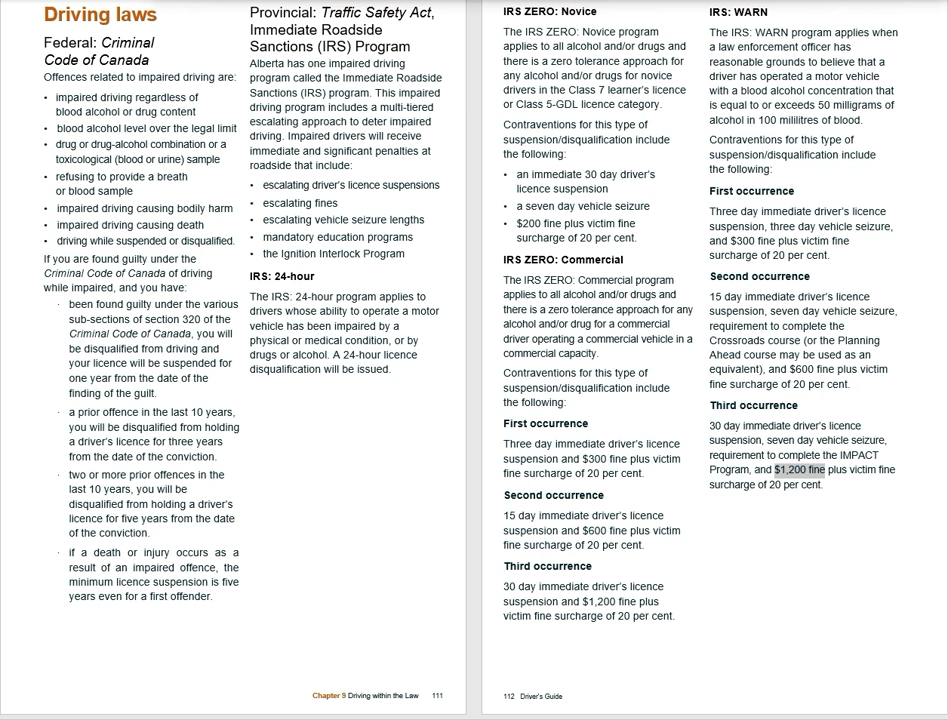 Driving laws
Federal: Criminal
Code of Canada
Offences related to impaired driving are:
• impaired driving regardless of
blood alcohol or drug content
• blood alcohol level over the legal limit
• drug or drug-alcohol combination or a
toxicological (blood or urine) sample
• refusing to provide a breath
or blood sample
• impaired driving causing bodily harm
• impaired driving causing death
• driving while suspended or disqualified.
If you are found guilty under the
Criminal Code of Canada of driving
while impaired, and you have:
· been found guilty under the various
sub-sections of section 320 of the
Criminal Code of Canada, you will
be disqualified from driving and
your licence will be suspended for
one year from the date of the
finding of the guilt.
· a prior offence in the last 10 years,
you will be disqualified from holding
a driver’s licence for three years
from the date of the conviction.
· two or more prior offences in the
last 10 years, you will be
disqualified from holding a driver’s
licence for five years from the date
of the conviction.
· if a death or injury occurs as a
result of an impaired offence, the
minimum licence suspension is five
years even for a first offender.
Provincial: Traffic Safety Act,
Immediate Roadside
Sanctions (IRS) Program
Alberta has one impaired driving
program called the Immediate Roadside
Sanctions (IRS) program. This impaired
driving program includes a multi-tiered
escalating approach to deter impaired
driving. Impaired drivers will receive
immediate and significant penalties at
roadside that include:
• escalating driver’s licence suspensions
• escalating fines
• escalating vehicle seizure lengths
• mandatory education programs
• the Ignition Interlock Program
IRS: 24-hour
The IRS: 24-hour program applies to
drivers whose ability to operate a motor
vehicle has been impaired by a
physical or medical condition, or by
drugs or alcohol. A 24-hour licence
disqualification will be issued.
Chapter 9 Driving within the Law 111
IRS ZERO: Novice
The IRS ZERO: Novice program
applies to all alcohol and/or drugs and
there is a zero tolerance approach for
any alcohol and/or drugs for novice
drivers in the Class 7 learner’s licence
or Class 5-GDL licence category.
Contraventions for this type of
suspension/disqualification include
the following:
• an immediate 30 day driver’s
licence suspension
• a seven day vehicle seizure
• $200 fine plus victim fine
surcharge of 20 per cent.
IRS ZERO: Commercial
The IRS ZERO: Commercial program
applies to all alcohol and/or drugs and
there is a zero tolerance approach for any
alcohol and/or drug for a commercial
driver operating a commercial vehicle in a
commercial capacity.
Contraventions for this type of
suspension/disqualification include
the following:
First occurrence
Three day immediate driver’s licence
suspension and $300 fine plus victim
fine surcharge of 20 per cent.
Second occurrence
15 day immediate driver’s licence
suspension and $600 fine plus victim
fine surcharge of 20 per cent.
Third occurrence
30 day immediate driver’s licence
suspension and $1,200 fine plus
victim fine surcharge of 20 per cent.
IRS: WARN
The IRS: WARN program applies when
a law enforcement officer has
reasonable grounds to believe that a
driver has operated a motor vehicle
with a blood alcohol concentration that
is equal to or exceeds 50 milligrams of
alcohol in 100 mililitres of blood.
Contraventions for this type of
suspension/disqualification include
the following:
First occurrence
Three day immediate driver’s licence
suspension, three day vehicle seizure,
and $300 fine plus victim fine
surcharge of 20 per cent.
Second occurrence
15 day immediate driver’s licence
suspension, seven day vehicle seizure,
requirement to complete the
Crossroads course (or the Planning
Ahead course may be used as an
equivalent), and $600 fine plus victim
fine surcharge of 20 per cent.
Third occurrence
30 day immediate driver’s licence
suspension, seven day vehicle seizure,
requirement to complete the IMPACT
Program, and $1,200 fine plus victim fine
surcharge of 20 per cent.
112 Driver’s Guide